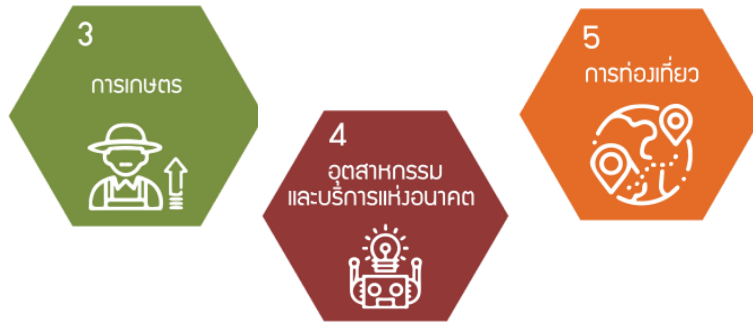 3
การเกษตร
4
อุตสาหกรรม
และบริการแห่งอนาคต
5
การท่องเที่ยว